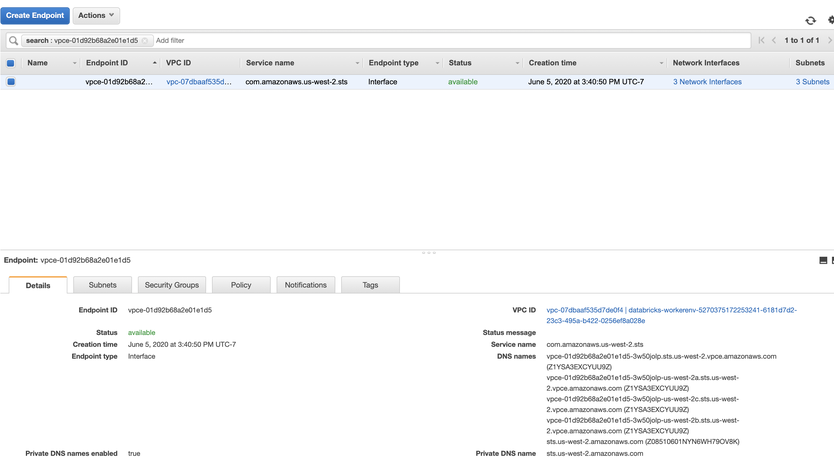 Create Endpoint Actions
search : vpce-01d92b68a2e01e1d5 Add filter 1 to 1 of 1
Name Endpoint ID VPC ID Service name Endpoint type Status Creation time Network Interfaces Subnets
vpce-01d92b68a2... vpc-07dbaaf535d... com.amazonaws.us-west-2.sts Interface available June 5, 2020 at 3:40:50 PM UTC-7 3 Network Interfaces 3 Subnets
Endpoint: vpce-01d92b68a2e01e1d5
Details Subnets Security Groups Policy Notifications Tags
Endpoint ID vpce-01d92b68a2e01e1d5
Status available
Creation time June 5, 2020 at 3:40:50 PM UTC-7
Endpoint type Interface
Private DNS names enabled true
VPC ID vpc-07dbaaf535d7de0f4 | databricks-workerenv-5270375172253241-6181d7d2-
23c3-495a-b422-0256ef8a028e
Status message
Service name com.amazonaws.us-west-2.sts
DNS names vpce-01d92b68a2e01e1d5-3w50jolp.sts.us-west-2.vpce.amazonaws.com
(Z1YSA3EXCYUU9Z)
vpce-01d92b68a2e01e1d5-3w50jolp-us-west-2a.sts.us-west-
2.vpce.amazonaws.com (Z1YSA3EXCYUU9Z)
vpce-01d92b68a2e01e1d5-3w50jolp-us-west-2c.sts.us-west-
2.vpce.amazonaws.com (Z1YSA3EXCYUU9Z)
vpce-01d92b68a2e01e1d5-3w50jolp-us-west-2b.sts.us-west-
2.vpce.amazonaws.com (Z1YSA3EXCYUU9Z)
sts.us-west-2.amazonaws.com (Z08510601NYN6WH79OV8K)
Private DNS name sts.us-west-2.amazonaws.com